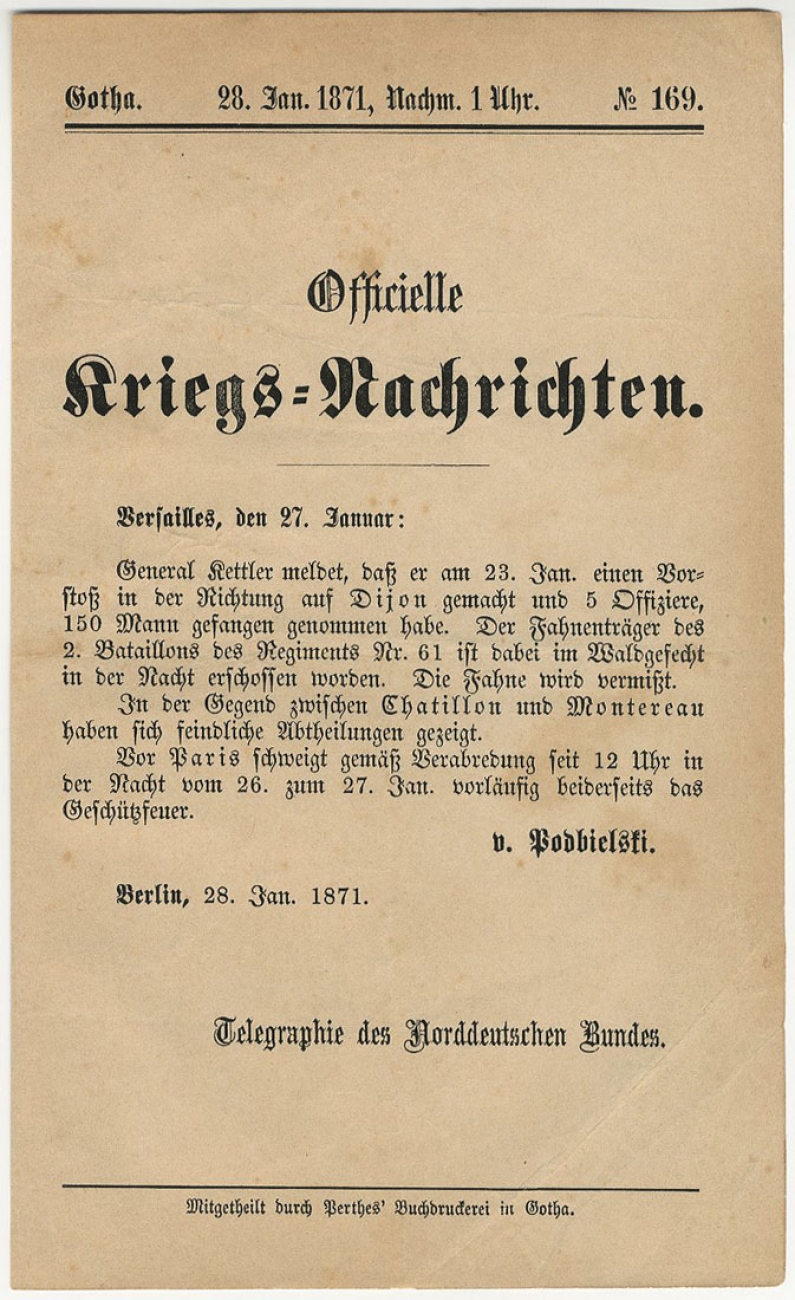 Gotha. 28. Jan. 1871, Nachm. 1 Uhr. № 169.
Officielle
Kriegs-Nachrichten.
Versailles, den 27. Januar:
General Kettler meldet, daß er am 23. Jan. einen Vor-
stoß in der Richtung auf Dijon gemacht und 5 Offiziere,
150 Mann gefangen genommen habe. Der Fahnenträger des
2. Bataillons des Regiments Nr. 61 ist dabei im Waldgefecht
in der Nacht erschossen worden. Die Fahne wird vermißt.
In der Gegend zwischen Chatillon und Montereau
haben sich feindliche Abtheilungen gezeigt.
Vor Paris schweigt gemäß Verabredung seit 12 Uhr in
der Nacht vom 26. zum 27. Jan. vorläufig beiderseits das
Geschützfeuer.
v. Podbielski.
Berlin, 28. Jan. 1871.
Telegraphie des Norddeutschen Bundes.
Mitgetheilt durch Perthes' Buchdruckerei in Gotha.